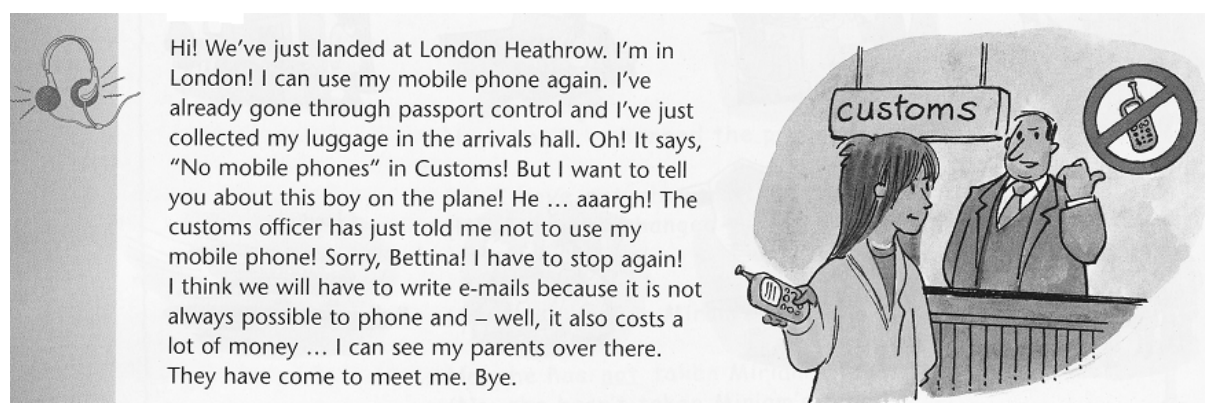 Hi! We've just landed at London Heathrow. I'm in
London! I can use my mobile phone again. I've
already gone through passport control and I've just
collected my luggage in the arrivals hall. Oh! It says,
"No mobile phones" in Customs! But I want to tell
you about this boy on the plane! He ... aaargh! The
customs officer has just told me not to use my
mobile phone! Sorry, Bettina! I have to stop again!
I think we will have to write e-mails because it is not
always possible to phone and – well, it also costs a
lot of money ... I can see my parents over there.
They have come to meet me. Bye.
customs